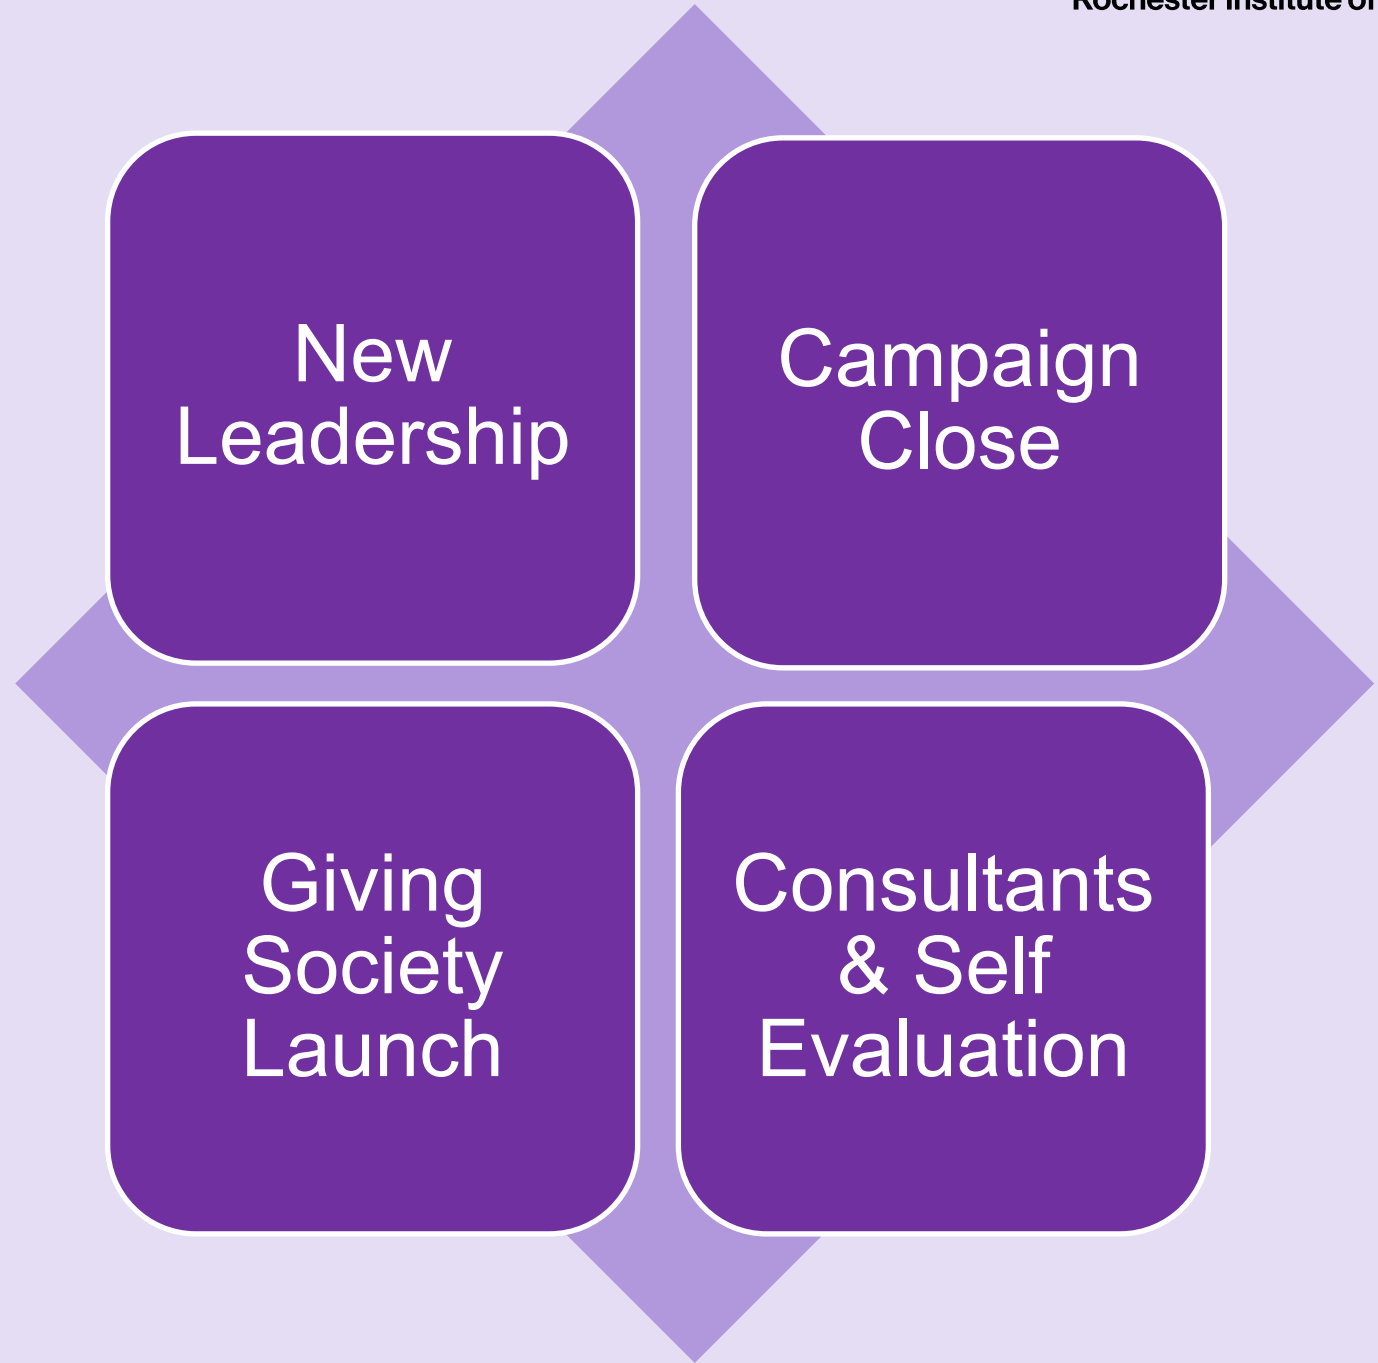 Rochester Institute of
New
Leadership
Campaign
Close
Giving
Society
Launch
Consultants
& Self
Evaluation